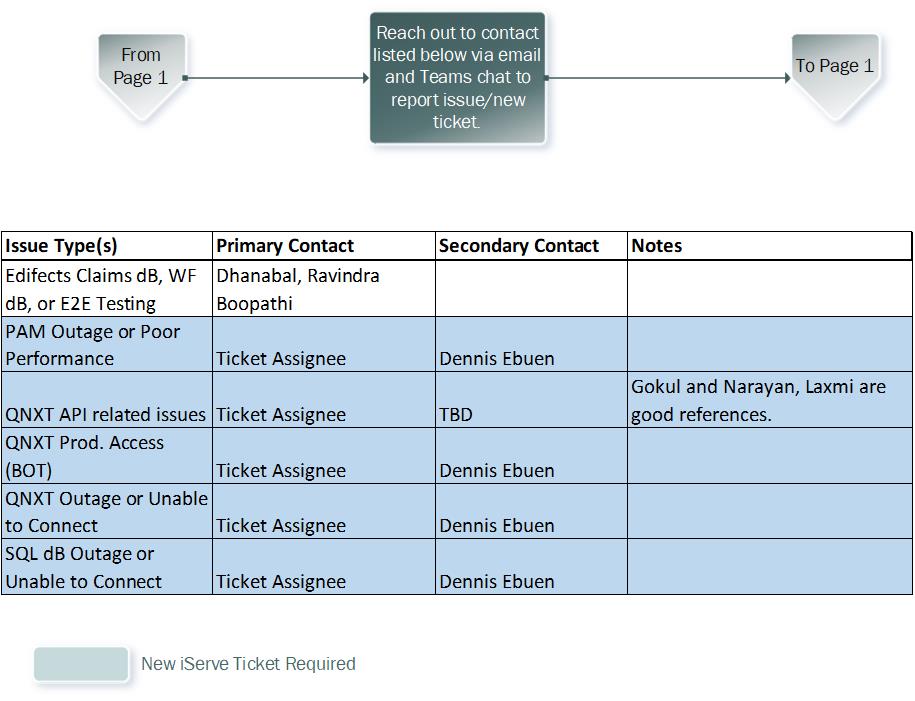 From
Page 1
Reach out to contact
listed below via email
and Teams chat to
report issue/new
ticket.
To Page 1
Issue Type(s) Primary Contact Secondary Contact Notes
Edifects Claims dB, WF
dB, or E2E Testing
Dhanabal, Ravindra
Boopathi
PAM Outage or Poor
Performance
Ticket Assignee Dennis Ebuen
QNXT API related issues Ticket Assignee TBD
Gokul and Narayan, Laxmi are
good references.
QNXT Prod. Access
(BOT)
Ticket Assignee Dennis Ebuen
QNXT Outage or Unable
to Connect
Ticket Assignee Dennis Ebuen
SQL dB Outage or
Unable to Connect
Ticket Assignee Dennis Ebuen
New iServe Ticket Required